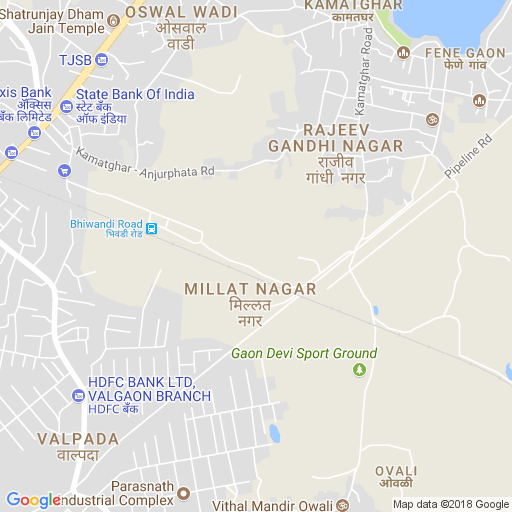 Shatrunjay Dham
Jain Temple
OSWAL WADI
ओसवाल
वाडी
KAMATGHAR
कामतघर
TJSB
FENE GAON
फेणे गांव
Kamatghar Road
xis Bank
ऑक्सिस
बँक लिमिटेड
State Bank Of India
स्टेट बँक
ऑफ इंडिया
RAJEEV
GANDHI NAGAR
राजीव
गांधी नगर
Pipeline Rd
Kamatghar - Anjurphata Rd
Bhiwandi Road
भिवंडी रोड
MILLAT NAGAR
मिल्लत
नगर
Gaon Devi Sport Ground
HDFC BANK LTD,
VALGAON BRANCH
HDFC बँक
VALPADA
वाल्पदा
OVALI
ओवळी
Parasnath
Industrial Complex
Vithal Mandir Owali
Google
Map data ©2018 Google